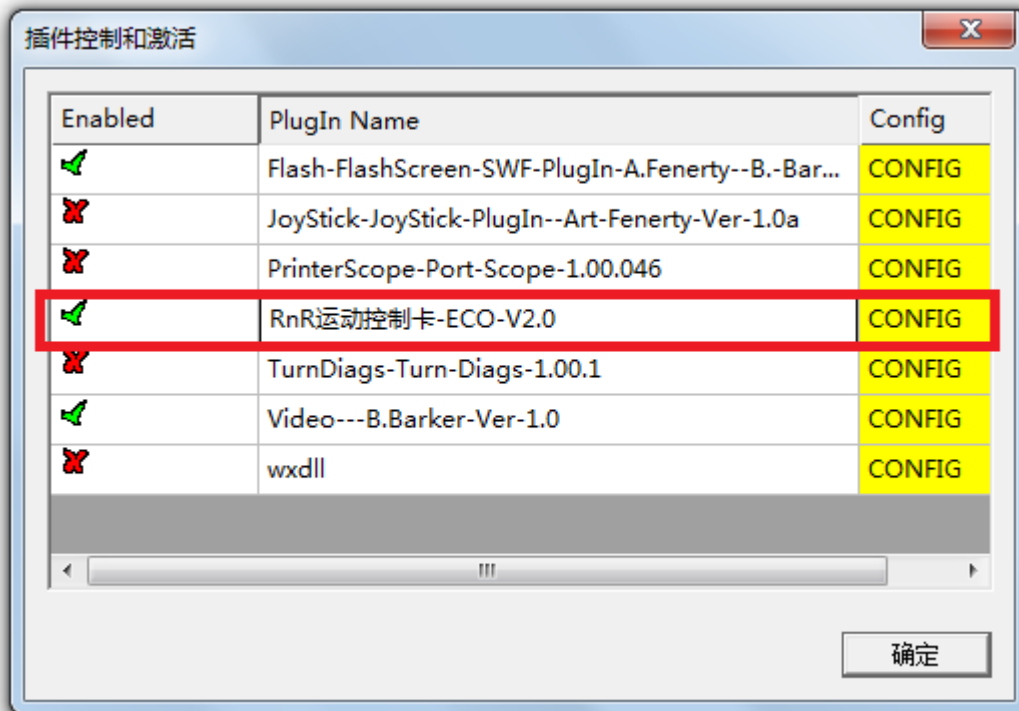 插件控制和激活
Enabled PlugIn Name Config
Flash-FlashScreen-SWF-PlugIn-A.Fenerty--B.-Bar... CONFIG
JoyStick-JoyStick-PlugIn--Art-Fenerty-Ver-1.0a CONFIG
PrinterScope-Port-Scope-1.00.046 CONFIG
RnR运动控制卡-ECO-V2.0 CONFIG
TurnDiags-Turn-Diags-1.00.1 CONFIG
Video---B.Barker-Ver-1.0 CONFIG
wxdll CONFIG
确定